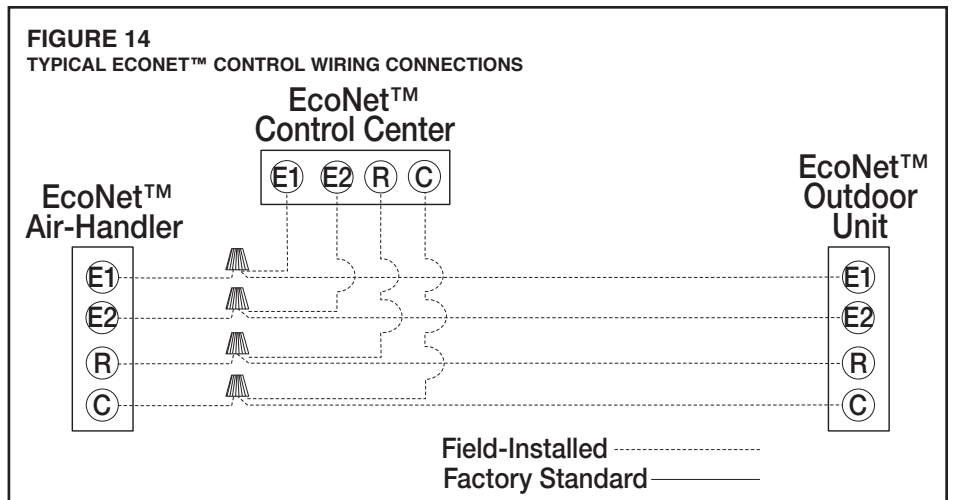 FIGURE 14
TYPICAL ECONET™ CONTROL WIRING CONNECTIONS
EcoNet™
Control Center
E1 E2 R C
EcoNet™
Air-Handler
E1
E2
R
C
EcoNet™
Outdoor
Unit
E1
E2
R
C
Field-Installed
Factory Standard